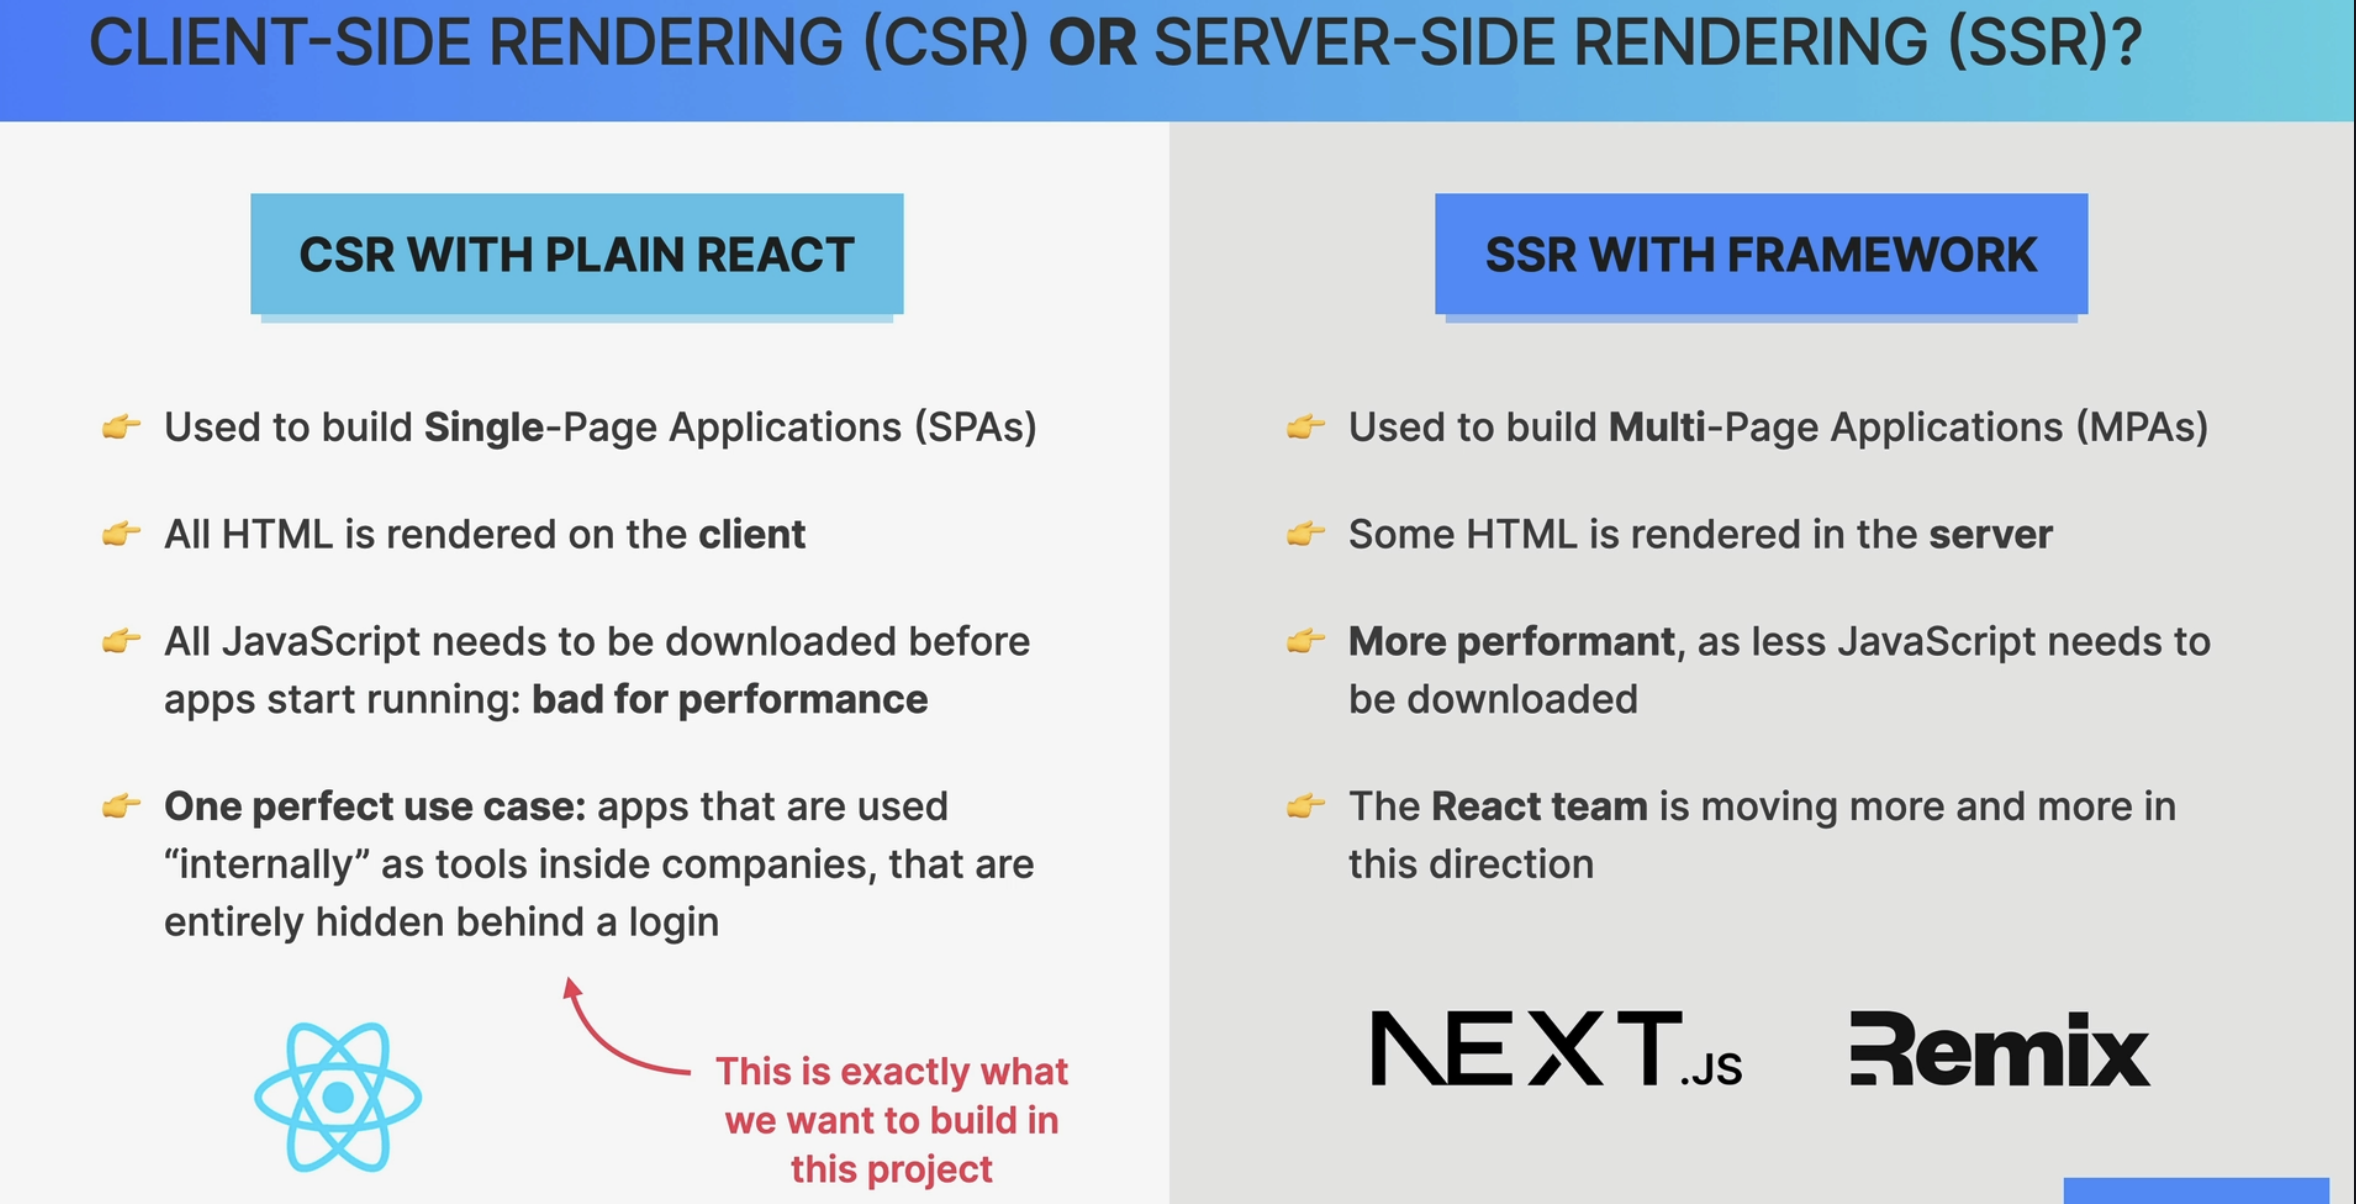 CLIENT-SIDE RENDERING (CSR) OR SERVER-SIDE RENDERING (SSR)?
CSR WITH PLAIN REACT
Used to build Single-Page Applications (SPAs)
All HTML is rendered on the client
All JavaScript needs to be downloaded before
apps start running: bad for performance
One perfect use case: apps that are used
“internally” as tools inside companies, that are
entirely hidden behind a login
This is exactly what
we want to build in
this project
SSR WITH FRAMEWORK
Used to build Multi-Page Applications (MPAs)
Some HTML is rendered in the server
More performant, as less JavaScript needs to
be downloaded
The React team is moving more and more in
this direction
NEXT.JS
Remix